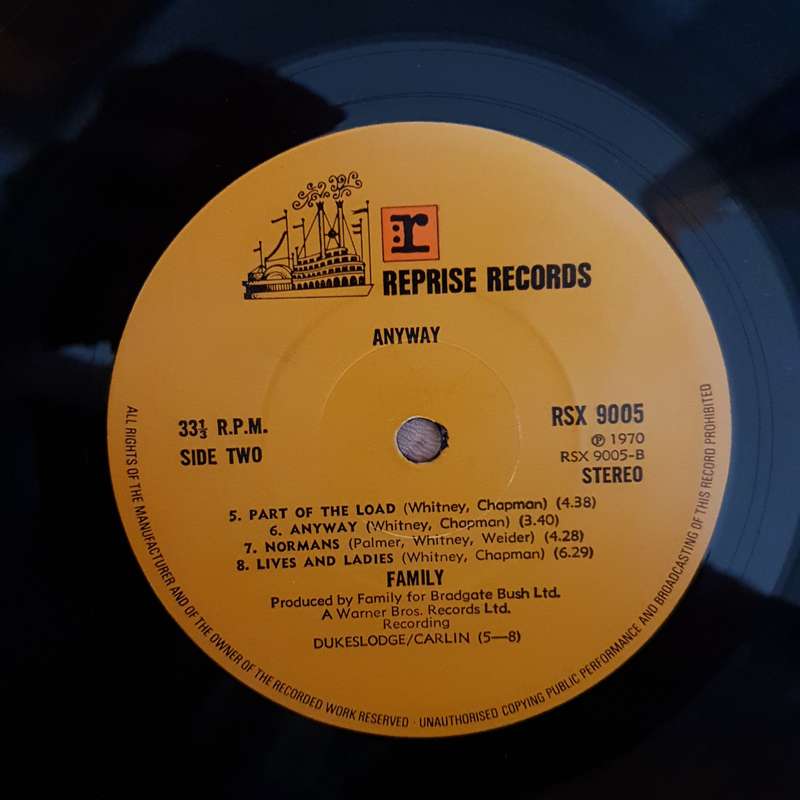 r
REPRISE RECORDS
ANYWAY
33⅓ R.P.M.
SIDE TWO
RSX 9005
℗ 1970
RSX 9005-B
STEREO
5. PART OF THE LOAD (Whitney, Chapman) (4.38)
6. ANYWAY (Whitney, Chapman) (3.40)
7. NORMANS (Palmer, Whitney, Weider) (4.28)
8. LIVES AND LADIES (Whitney, Chapman) (6.29)
FAMILY
Produced by Family for Bradgate Bush Ltd.
A Warner Bros. Records Ltd.
Recording
DUKESLODGE/CARLIN (5—8)
ALL RIGHTS OF THE MANUFACTURER AND OF THE OWNER OF THE RECORDED WORK RESERVED · UNAUTHORISED COPYING PUBLIC PERFORMANCE AND BROADCASTING OF THIS RECORD PROHIBITED